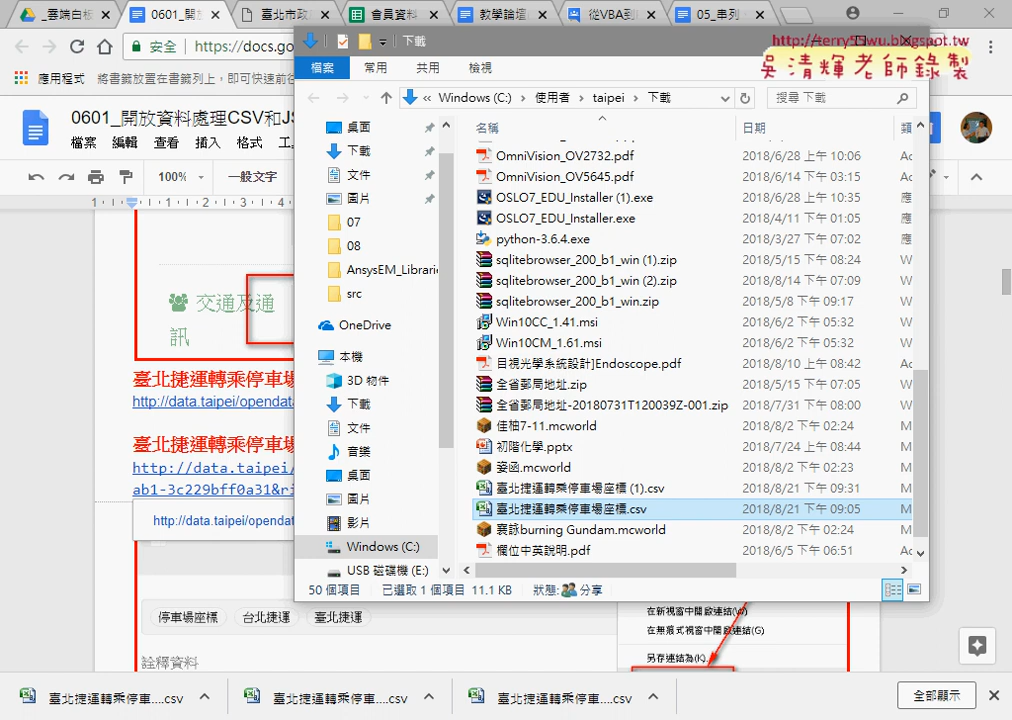 _雲端白板
0601_開放
臺北市政
會員資料
教學論壇
從VBA到
05_串列
安全
https://docs.go
應用程式
將書籤放置在書籤列上，即可快速前往
0601_開放資料處理CSV和JS
檔案 編輯 查看 插入 格式 工
100%
一般文字
1 1 2 3 4
交通及通
訊
臺北捷運轉乘停車場
http://data.taipei/opendat
臺北捷運轉乘停車場
http://data.taipei/
ab1-3c229bff0a31&ri
http://data.taipei/opendat
停車場座標 台北捷運 臺北捷運
詮釋資料
下載
http://terry55wu.blogspot.tw
吳清輝老師錄製
檔案 常用 共用 檢視
« Windows (C:) › 使用者 › taipei › 下載
搜尋 下載
桌面
下載
文件
圖片
07
08
AnsysEM_Librarie
src
OneDrive
本機
3D 物件
下載
文件
音樂
桌面
圖片
影片
Windows (C:)
USB 磁碟機 (E:)
名稱 日期 類
OmniVision_OV2732.pdf 2018/6/28 上午 10:06 Ac
OmniVision_OV5645.pdf 2018/6/14 下午 03:15 Ac
OSLO7_EDU_Installer (1).exe 2018/6/28 上午 10:35 應
OSLO7_EDU_Installer.exe 2018/4/11 上午 01:05 應
python-3.6.4.exe 2018/3/27 下午 07:02 應
sqlitebrowser_200_b1_win (1).zip 2018/5/15 下午 08:24 W
sqlitebrowser_200_b1_win (2).zip 2018/5/14 下午 07:09 W
sqlitebrowser_200_b1_win.zip 2018/5/8 下午 09:17 W
Win10CC_1.41.msi 2018/6/2 下午 05:32 W
Win10CM_1.61.msi 2018/6/2 下午 05:32 W
目視光學系統設計]Endoscope.pdf 2018/8/10 上午 08:42 Ac
全省郵局地址.zip 2018/5/15 下午 07:05 W
全省郵局地址-20180731T120039Z-001.zip 2018/7/31 下午 08:00 W
佳柚7-11.mcworld 2018/8/2 下午 02:24 M
初階化學.pptx 2018/7/24 上午 08:44 M
姿函.mcworld 2018/8/2 下午 02:23 M
臺北捷運轉乘停車場座標 (1).csv 2018/8/21 下午 09:31 M
臺北捷運轉乘停車場座標.csv 2018/8/21 下午 09:05 M
襄詠burning Gundam.mcworld 2018/8/2 下午 02:24 M
欄位中英說明.pdf 2018/6/5 下午 06:51 Ac
50 個項目 已選取 1 個項目 11.1 KB 狀態: 分享
在新視窗中開啟連結(W)
在無痕式視窗中開啟連結(G)
另存連結為(K)...
臺北捷運轉乘停車....csv
臺北捷運轉乘停車....csv
臺北捷運轉乘停車....csv
全部顯示